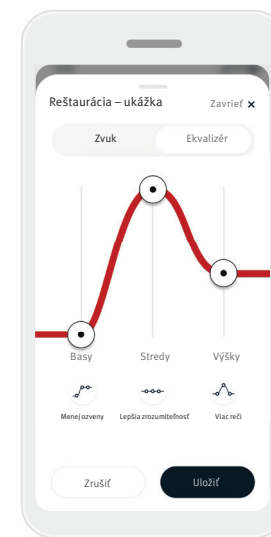 Reštaurácia – ukážka
Zavrieť ×
Zvuk
Ekvalizér
Basy
Stredy
Výšky
Menej ozveny
Lepšia zrozumiteľnosť
Viac reči
Zrušiť
Uložiť